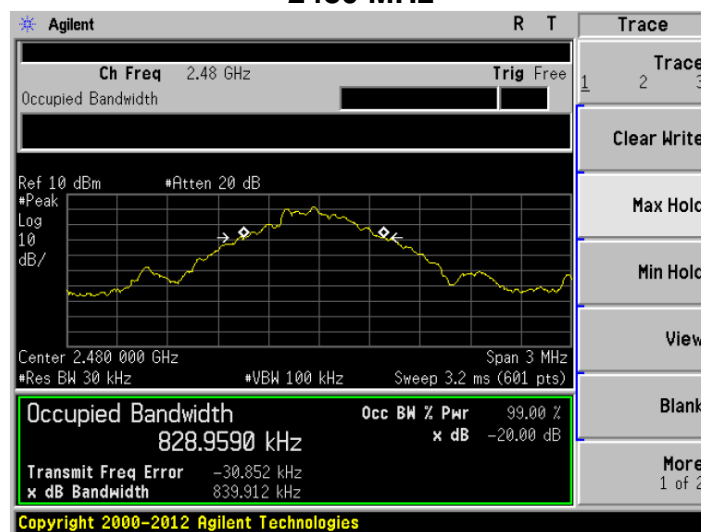 Agilent R T Trace
Ch Freq 2.48 GHz Trig Free
Occupied Bandwidth
Trace
1 2 3
Clear Write
Max Hold
Min Hold
View
Blank
More
1 of 2
Ref 10 dBm #Atten 20 dB
#Peak
Log
10
dB/
Center 2.480 000 GHz Span 3 MHz
#Res BW 30 kHz #VBW 100 kHz Sweep 3.2 ms (601 pts)
Occupied Bandwidth Occ BW % Pwr 99.00 %
828.9590 kHz x dB -20.00 dB
Transmit Freq Error -30.852 kHz
x dB Bandwidth 839.912 kHz
Copyright 2000-2012 Agilent Technologies